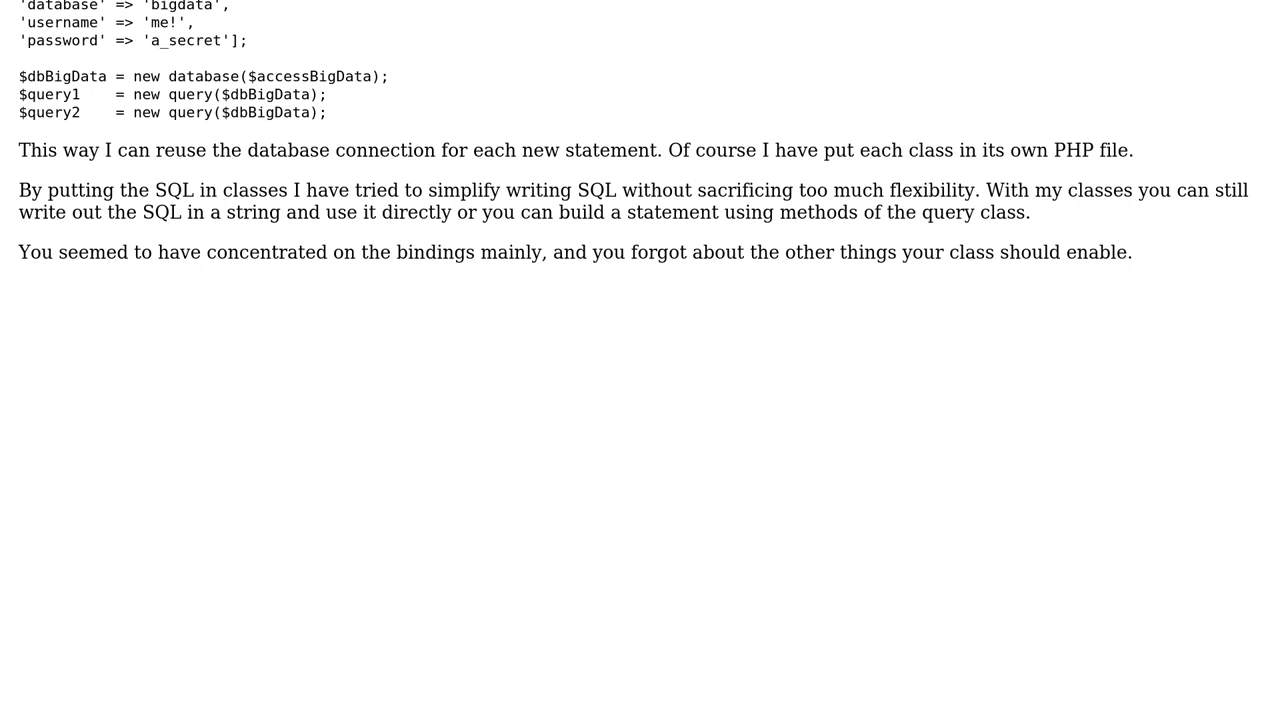 'database' => 'bigdata',
'username' => 'me!',
'password' => 'a_secret'];
$dbBigData = new database($accessBigData);
$query1    = new query($dbBigData);
$query2    = new query($dbBigData);
This way I can reuse the database connection for each new statement. Of course I have put each class in its own PHP file.
By putting the SQL in classes I have tried to simplify writing SQL without sacrificing too much flexibility. With my classes you can still
write out the SQL in a string and use it directly or you can build a statement using methods of the query class.
You seemed to have concentrated on the bindings mainly, and you forgot about the other things your class should enable.